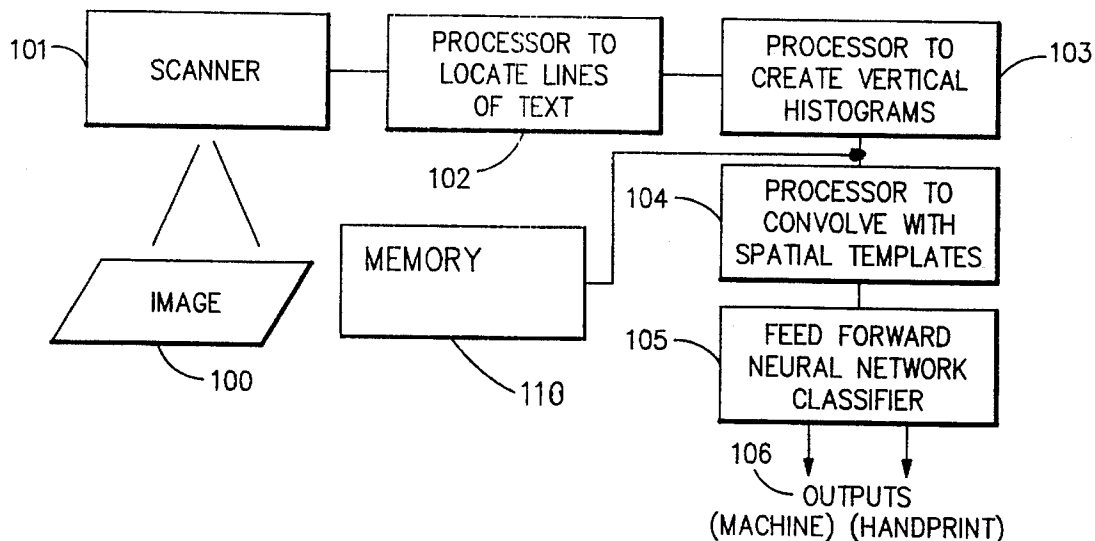 101
SCANNER
PROCESSOR TO
LOCATE LINES
OF TEXT
102
PROCESSOR TO
CREATE VERTICAL
HISTOGRAMS
103
IMAGE
100
MEMORY
110
104
PROCESSOR TO
CONVOLVE WITH
SPATIAL TEMPLATES
105
FEED FORWARD
NEURAL NETWORK
CLASSIFIER
106
OUTPUTS
(MACHINE) (HANDPRINT)